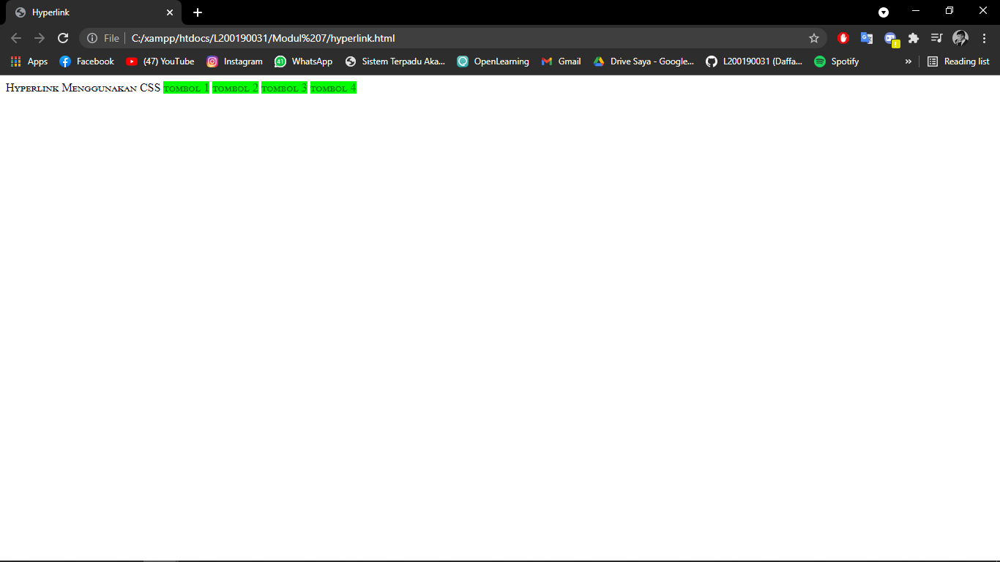 Hyperlink
File C:/xampp/htdocs/L200190031/Modul%207/hyperlink.html
Apps Facebook (47) YouTube Instagram 41 WhatsApp Sistem Terpadu Aka... OpenLearning Gmail Drive Saya - Google... L200190031 (Daffa... Spotify » Reading list
Hyperlink Menggunakan CSS tombol 1 tombol 2 tombol 3 tombol 4